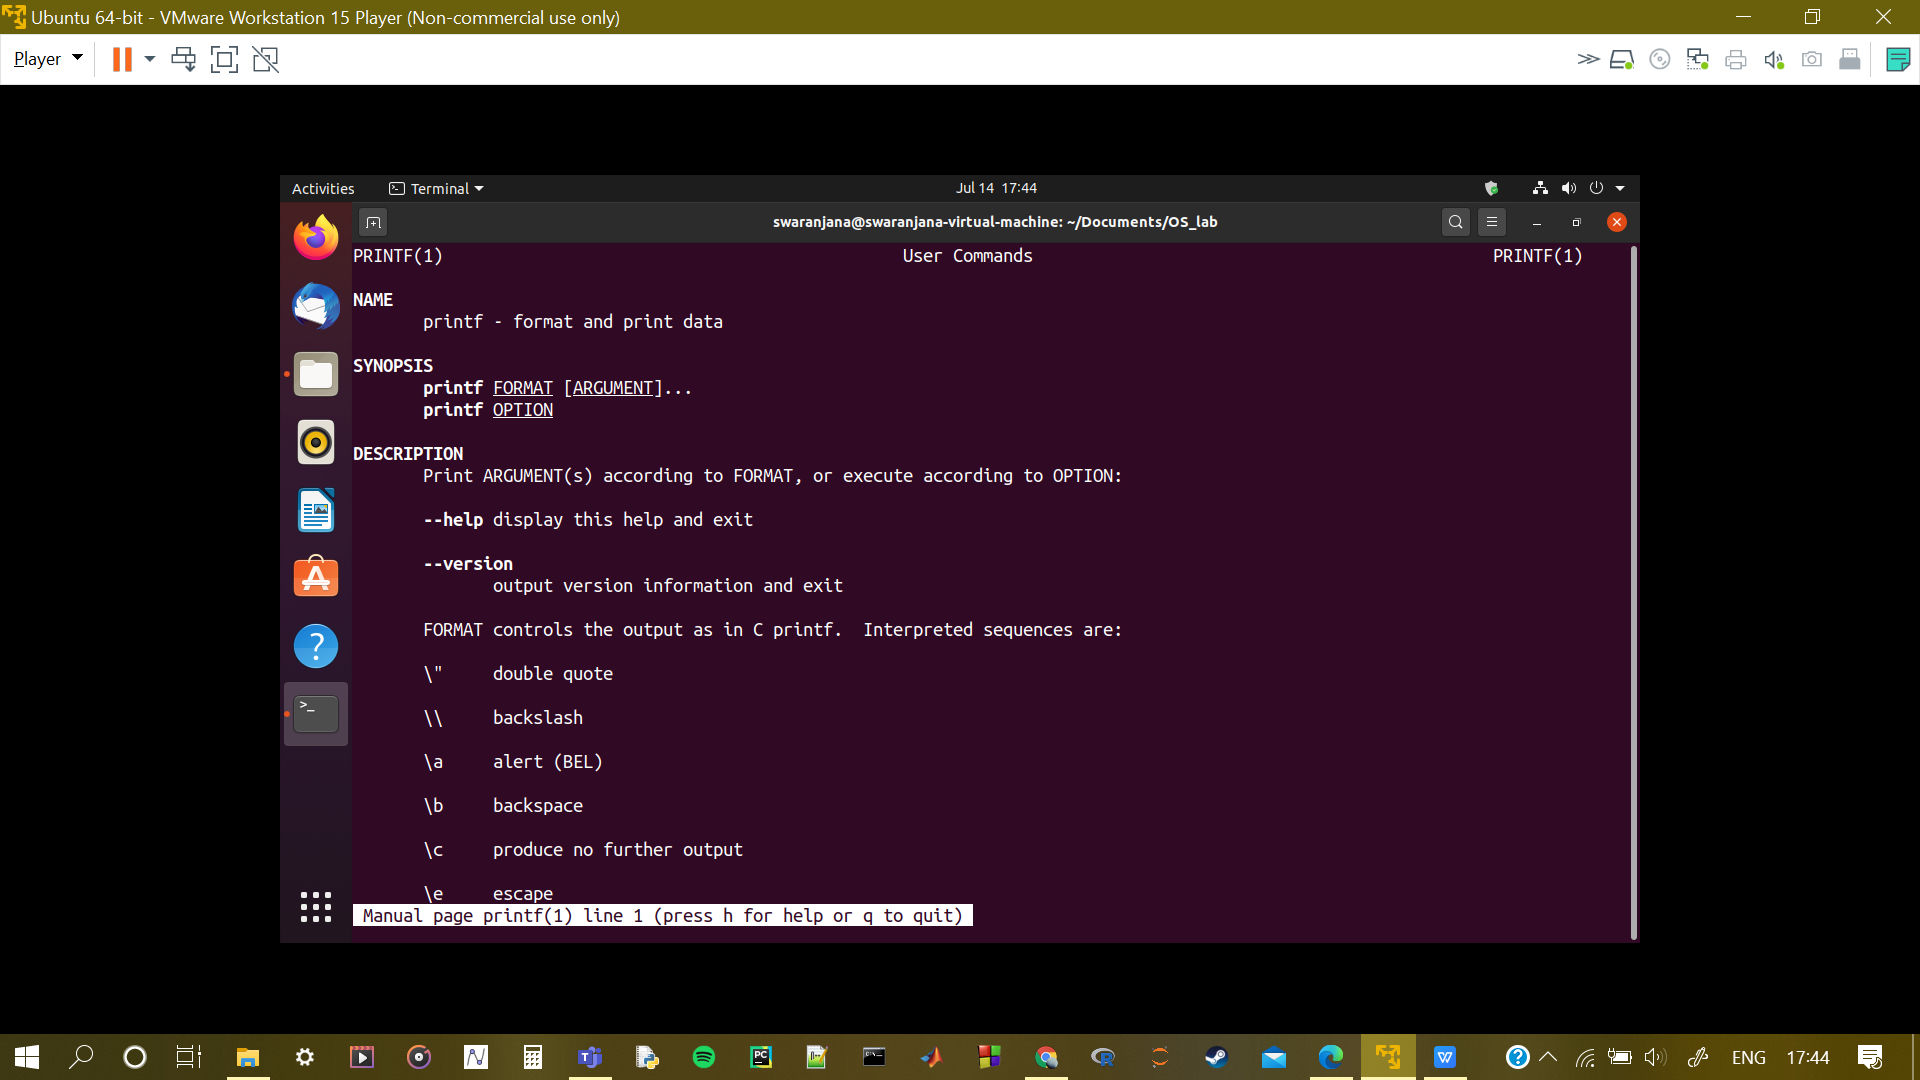 Ubuntu 64-bit - VMware Workstation 15 Player (Non-commercial use only)
Player
Activities
Terminal
Jul 14 17:44
swaranjana@swaranjana-virtual-machine: ~/Documents/OS_lab
PRINTF(1) User Commands PRINTF(1)
NAME
printf - format and print data
SYNOPSIS
printf FORMAT [ARGUMENT]...
printf OPTION
DESCRIPTION
Print ARGUMENT(s) according to FORMAT, or execute according to OPTION:
--help display this help and exit
--version
output version information and exit
FORMAT controls the output as in C printf.  Interpreted sequences are:
\" double quote
\\ backslash
\a alert (BEL)
\b backspace
\c produce no further output
\e escape
Manual page printf(1) line 1 (press h for help or q to quit)
ENG 17:44